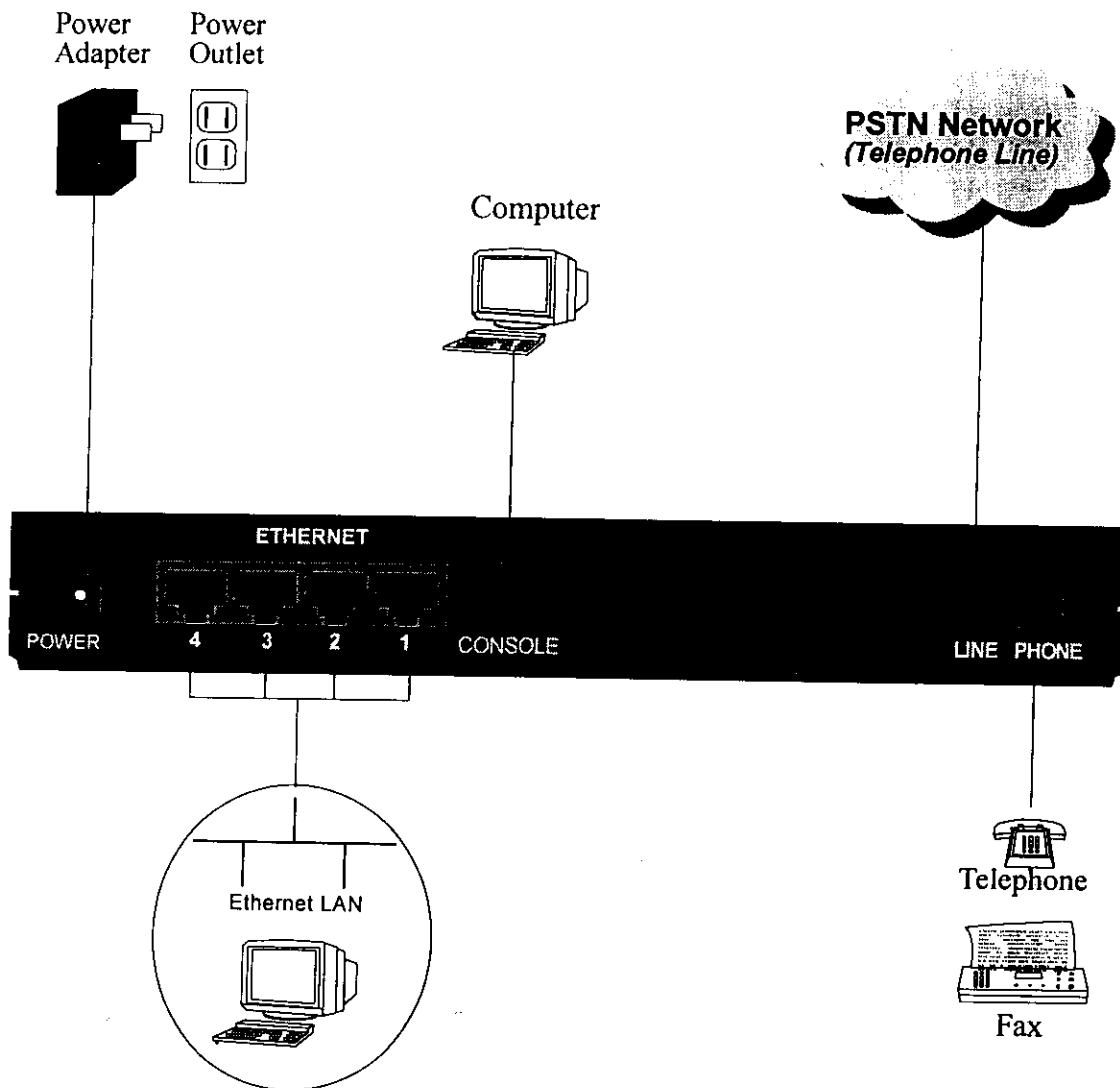 Power
Adapter
Power
Outlet
PSTN Network
(Telephone Line)
Computer
ETHERNET
POWER
4 3 2 1
CONSOLE
LINE PHONE
Ethernet LAN
Telephone
Fax